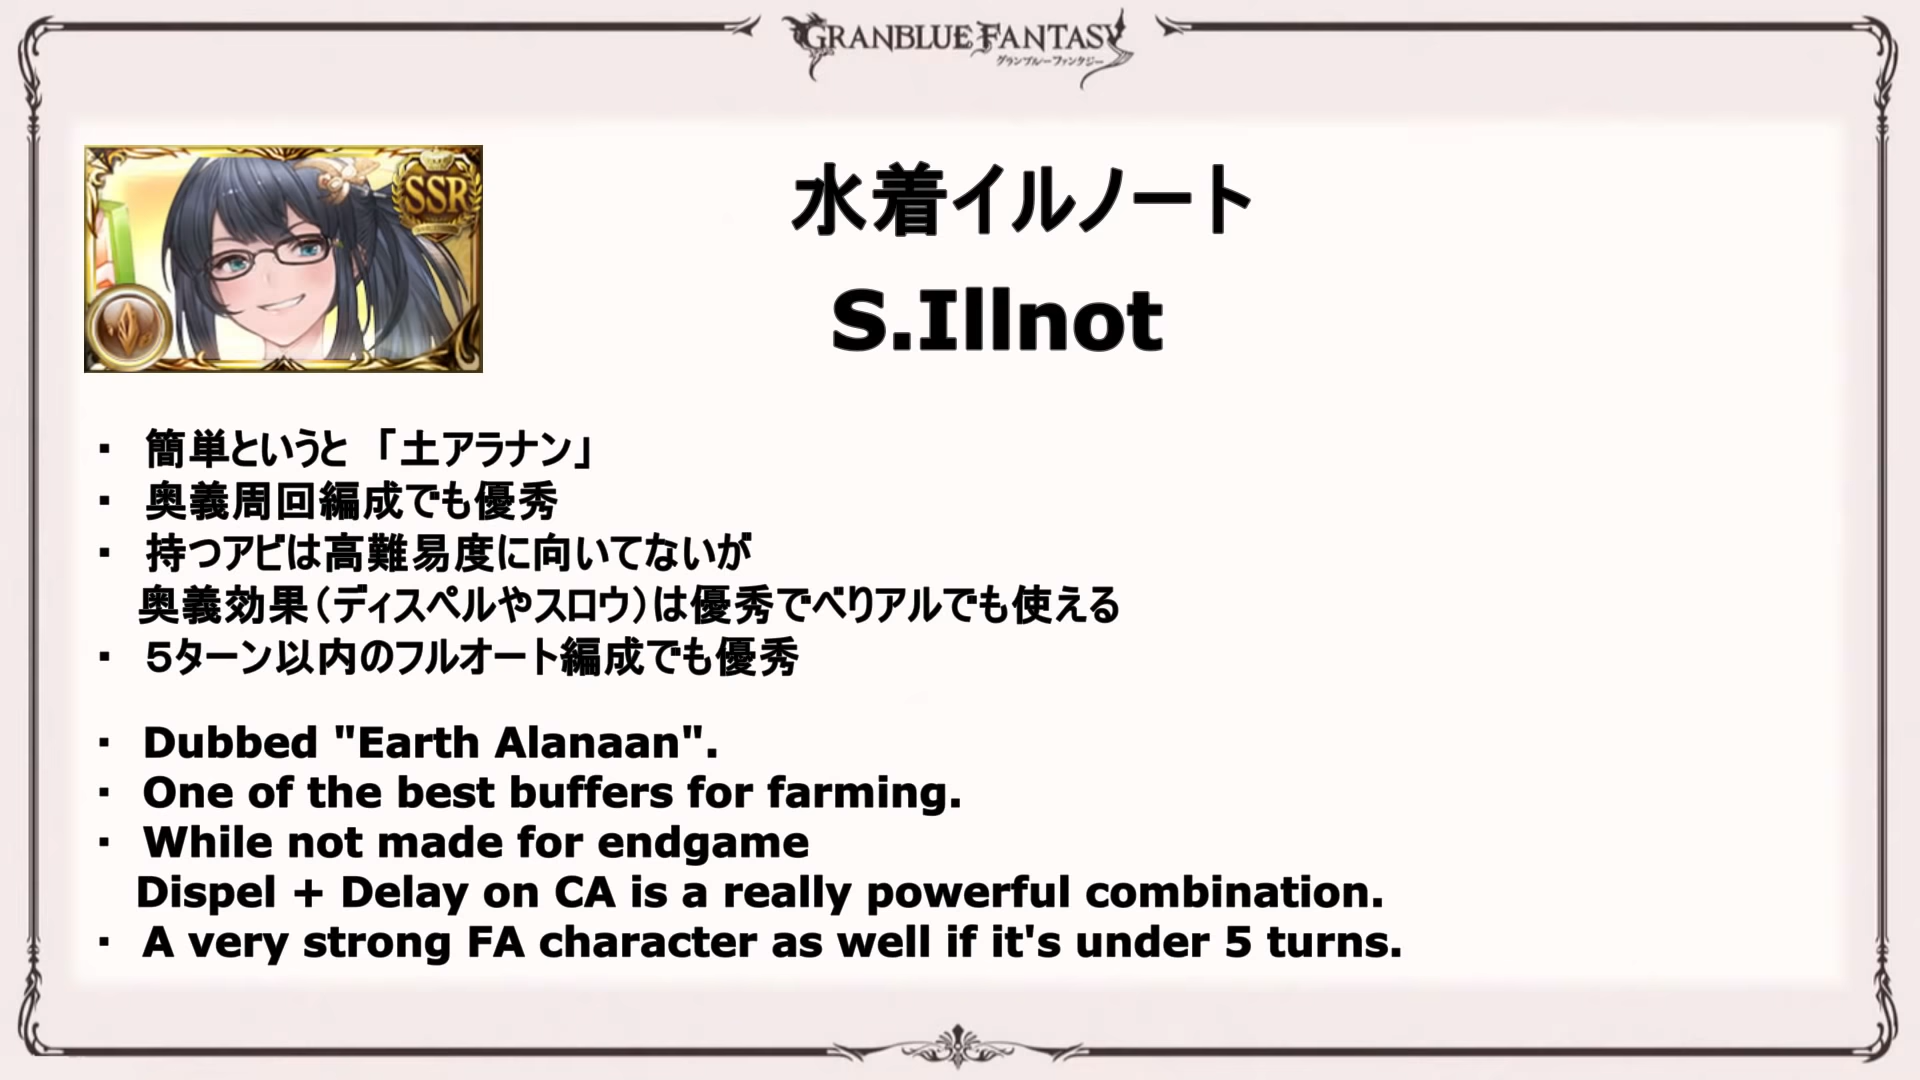 GRANBLUE FANTASY
グランブルーファンタジー
SSR
水着イルノート
S.Illnot
・ 簡単というと 「土アラナン」
・ 奥義周回編成でも優秀
・ 持つアビは高難易度に向いてないが
奥義効果（ディスペルやスロウ）は優秀でべリアルでも使える
・ ５ターン以内のフルオート編成でも優秀
・ Dubbed "Earth Alanaan".
・ One of the best buffers for farming.
・ While not made for endgame
Dispel + Delay on CA is a really powerful combination.
・ A very strong FA character as well if it's under 5 turns.